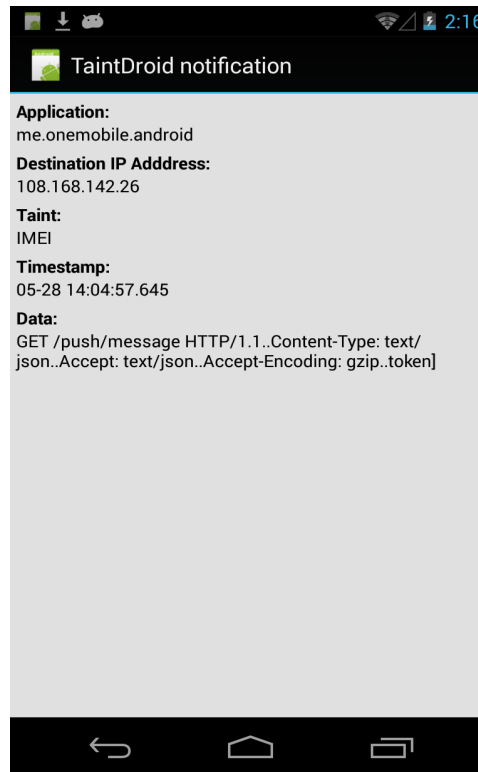 2:16
TaintDroid notification
Application:
me.onemobile.android
Destination IP Adddress:
108.168.142.26
Taint:
IMEI
Timestamp:
05-28 14:04:57.645
Data:
GET /push/message HTTP/1.1..Content-Type: text/
json..Accept: text/json..Accept-Encoding: gzip..token]